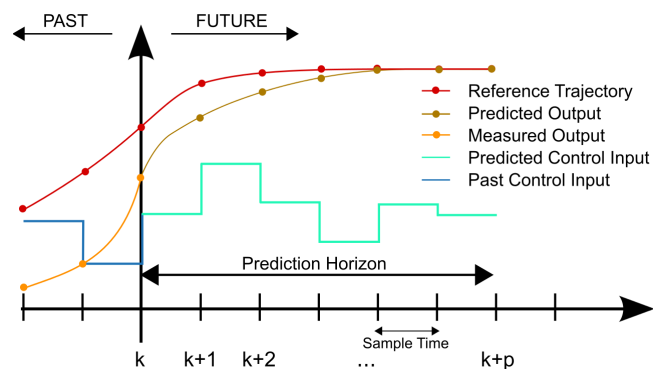 PAST
FUTURE
Reference Trajectory
Predicted Output
Measured Output
Predicted Control Input
Past Control Input
Prediction Horizon
Sample Time
k
k+1
k+2
...
k+p